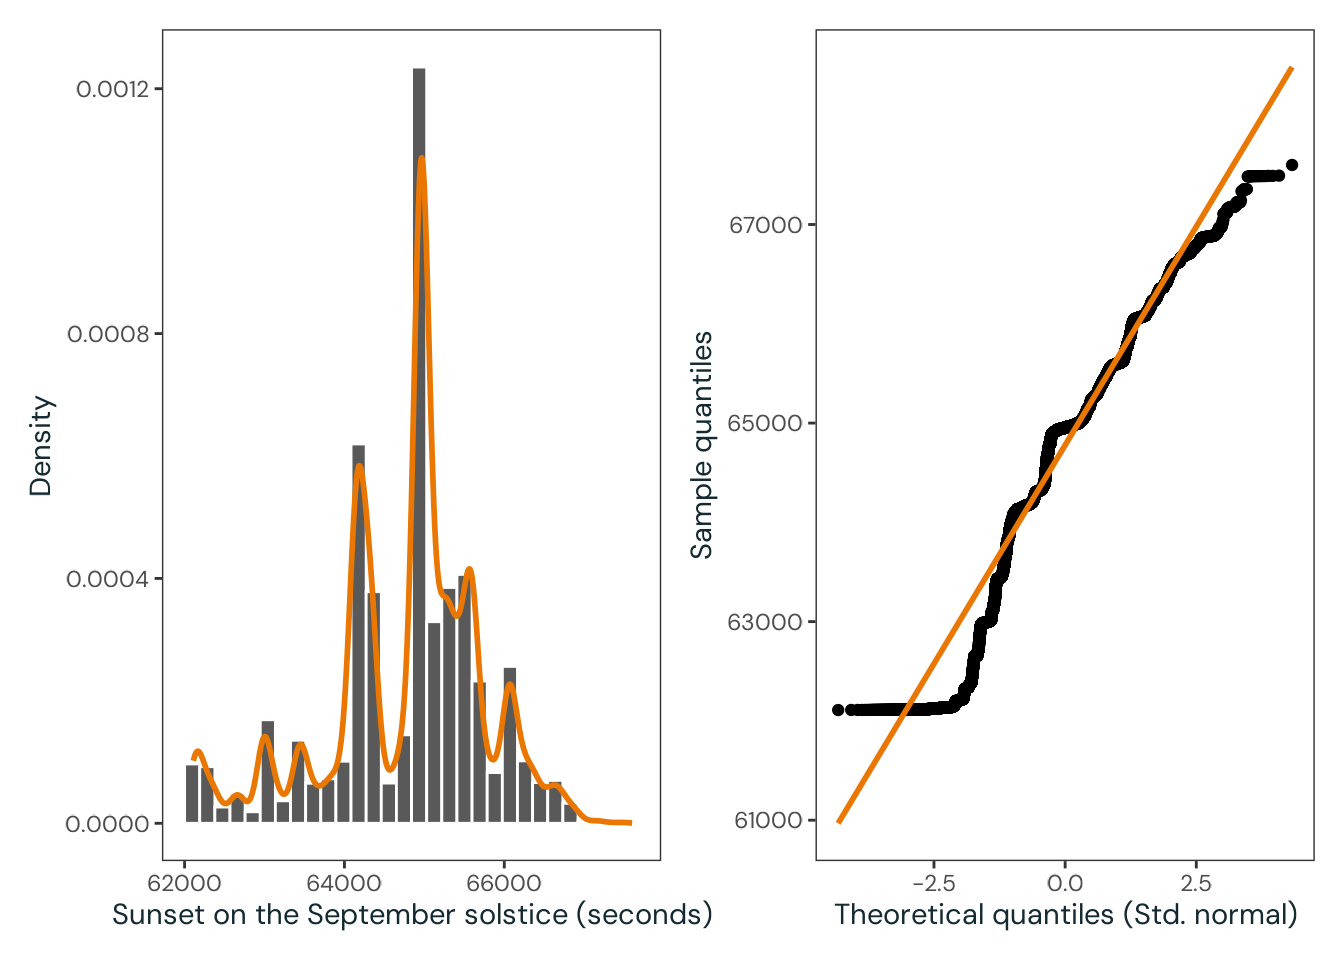 Density
0.0012
0.0008
0.0004
0.0000
62000 64000 66000
Sunset on the September solstice (seconds)
Sample quantiles
67000
65000
63000
61000
-2.5 0.0 2.5
Theoretical quantiles (Std. normal)